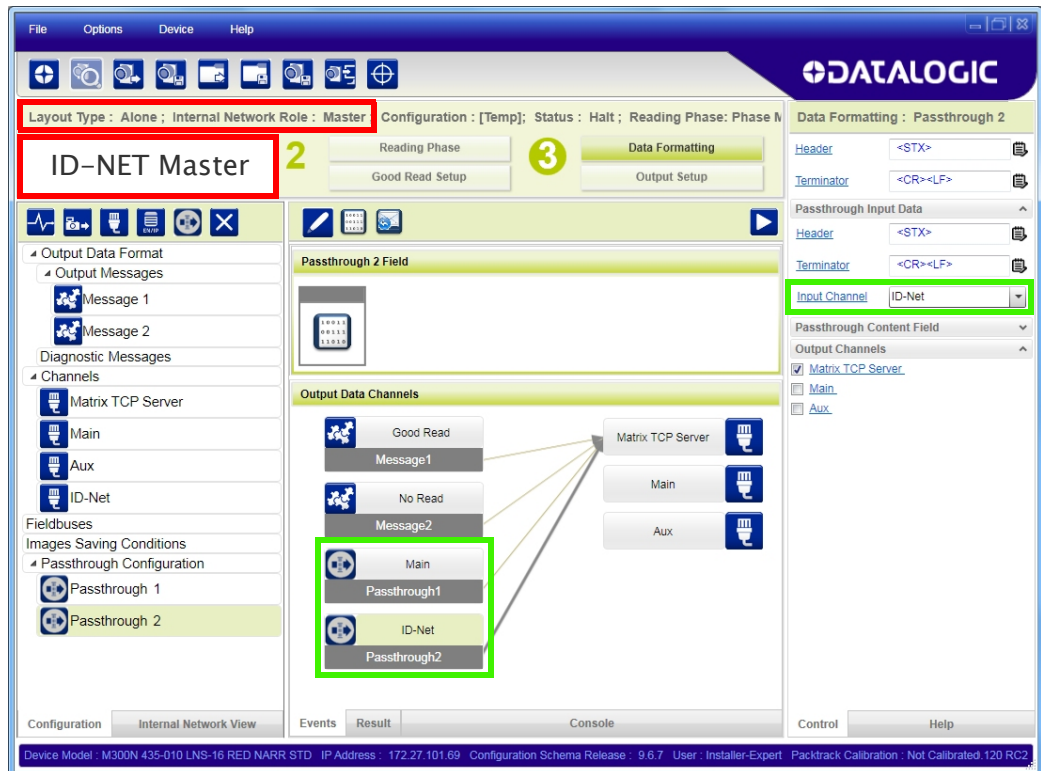 File Options Device Help
DATALOGIC
Layout Type : Alone ; Internal Network Role : Master ; Configuration : [Temp]; Status : Halt ; Reading Phase: Phase M
ID-NET Master
2
Reading Phase
Good Read Setup
3
Data Formatting
Output Setup
Output Data Format
Output Messages
Message 1
Message 2
Diagnostic Messages
Channels
Matrix TCP Server
Main
Aux
ID-Net
Fieldbuses
Images Saving Conditions
Passthrough Configuration
Passthrough 1
Passthrough 2
Configuration Internal Network View
Passthrough 2 Field
10011
00111
11010
Output Data Channels
Good Read
Message1
No Read
Message2
Main
Passthrough1
ID-Net
Passthrough2
Matrix TCP Server
Main
Aux
Events Result Console
Data Formatting : Passthrough 2
Header <STX>
Terminator <CR><LF>
Passthrough Input Data
Header <STX>
Terminator <CR><LF>
Input Channel ID-Net
Passthrough Content Field
Output Channels
Matrix TCP Server
Main
Aux
Control Help
Device Model : M300N 435-010 LNS-16 RED NARR STD IP Address : 172.27.101.69 Configuration Schema Release : 9.6.7 User : Installer-Expert Packtrack Calibration : Not Calibrated.120 RC2